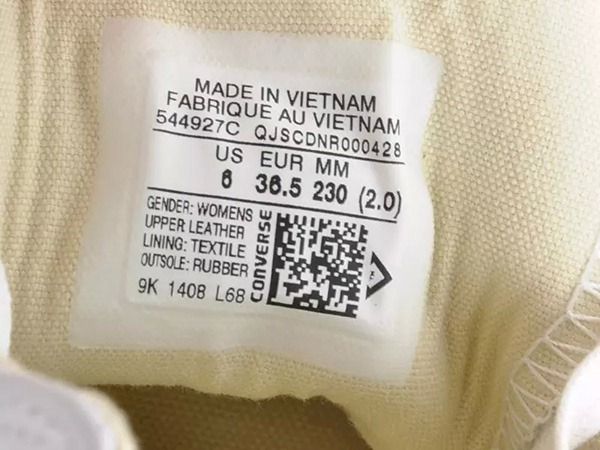 MADE IN VIETNAM
FABRIQUE AU VIETNAM
544927C QJSCDNR000428
US EUR MM
6 36.5 230 (2.0)
GENDER: WOMENS
UPPER LEATHER
LINING: TEXTILE
OUTSOLE: RUBBER
9K 1408 L68
CONVERSE